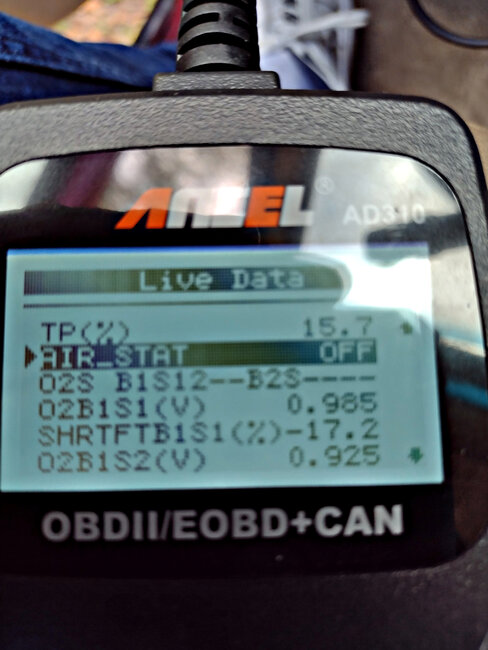 ANCEL®
AD310
Live Data
TP(%) 15.7
AIR_STAT OFF
O2S B1S12--B2S----
O2B1S1(V) 0.985
SHRTFTB1S1(%)-17.2
O2B1S2(V) 0.925
OBDII/EOBD+CAN